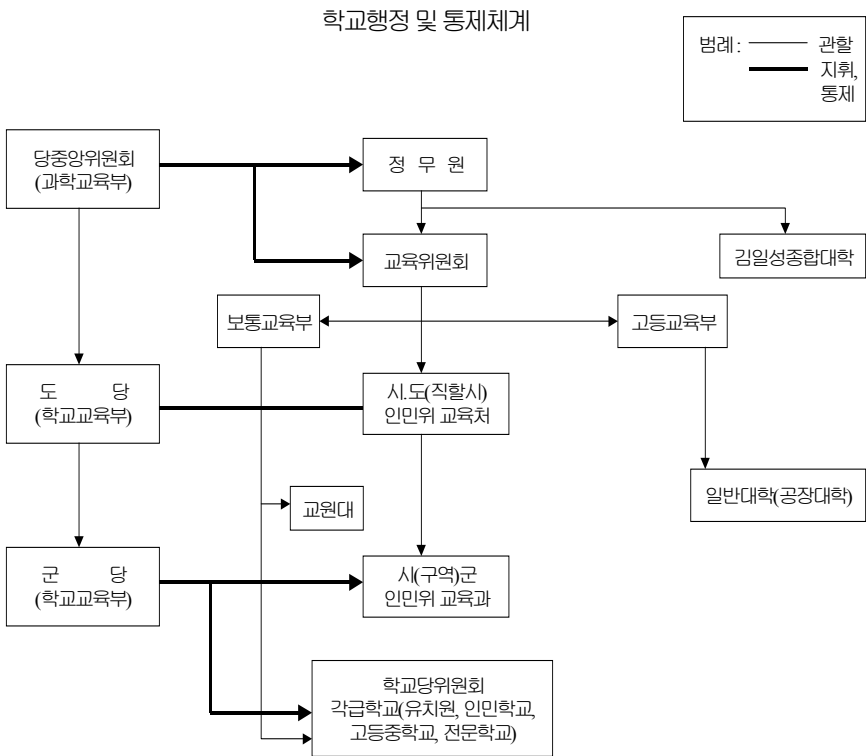 학교행정 및 통제체계
범례 : 관할
지휘,
통제
당중앙위원회
(과학교육부)
정 무 원
교육위원회
김일성종합대학
보통교육부
고등교육부
도 당
(학교교육부)
시.도(직할시)
인민위 교육처
교원대
일반대학(공장대학)
군 당
(학교교육부)
시(구역)군
인민위 교육과
학교당위원회
각급학교(유치원, 인민학교,
고등중학교, 전문학교)